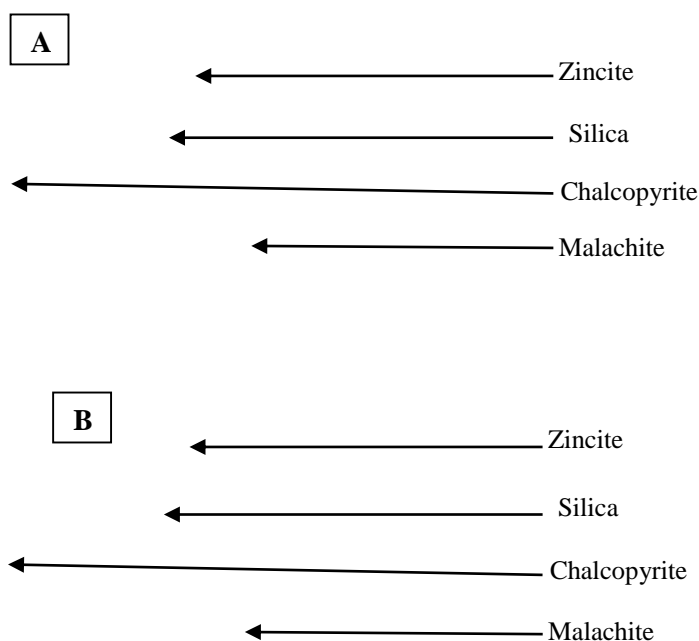 A
Zincite
Silica
Chalcopyrite
Malachite
B
Zincite
Silica
Chalcopyrite
Malachite